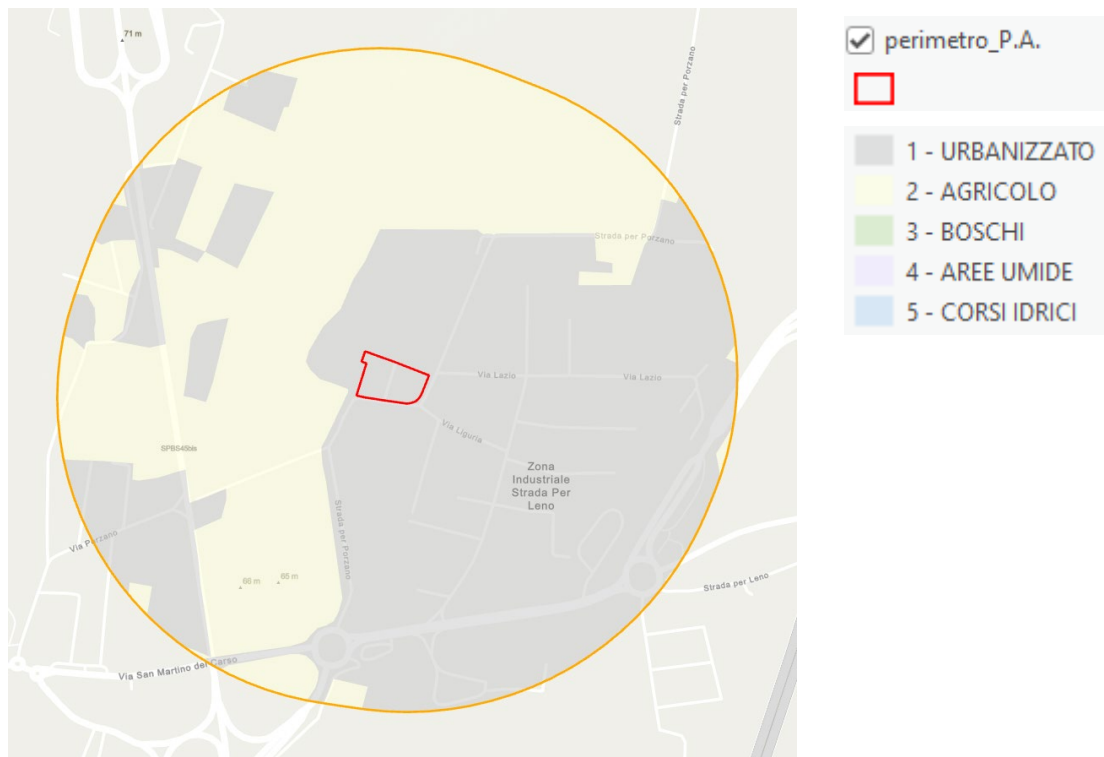 71 m
Strada per Porzano
Strada per Porzano
Via Lazio
Via Lazio
Via Liguria
SPBS45bis
Zona
Industriale
Strada Per
Leno
Strada per Porzano
Via Porzano
66 m
65 m
Strada per Leno
Via San Martino del Carso
perimetro_P.A.
1 - URBANIZZATO
2 - AGRICOLO
3 - BOSCHI
4 - AREE UMIDE
5 - CORSI IDRICI